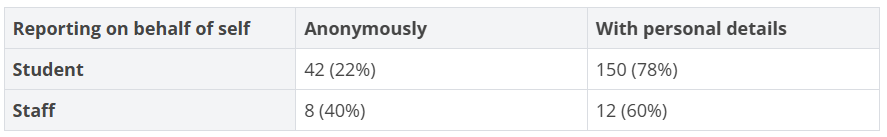 Reporting on behalf of self Anonymously With personal details
Student 42 (22%) 150 (78%)
Staff 8 (40%) 12 (60%)